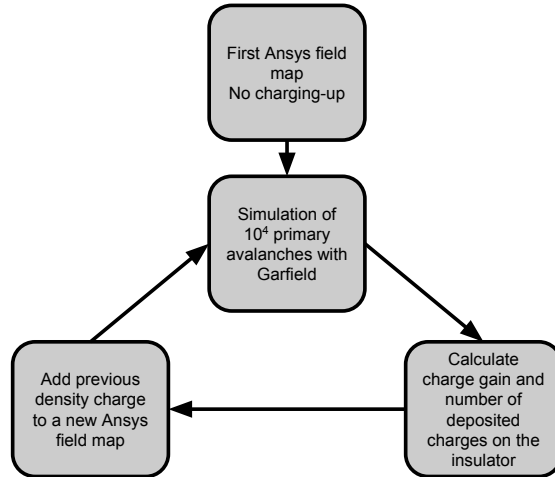 First Ansys field
map
No charging-up
Simulation of
10⁴ primary
avalanches with
Garfield
Add previous
density charge
to a new Ansys
field map
Calculate
charge gain and
number of
deposited
charges on the
insulator